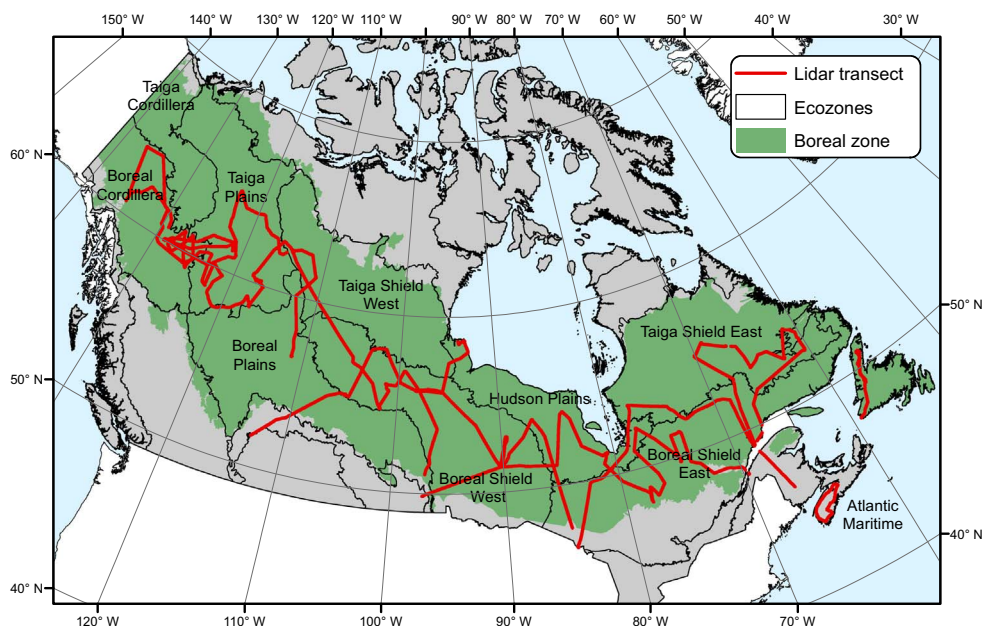 150° W 140° W 130° W 120° W 110° W 100° W 90° W 80° W 70° W 60° W 50° W 40° W 30° W
Lidar transect
Ecozones
Boreal zone
Taiga
Cordillera
60° N
Boreal
Cordillera
Taiga
Plains
Taiga Shield
West
50° N
Taiga Shield East
Boreal
Plains
50° N
Hudson Plains
Boreal Shield
East
Boreal Shield
West
Atlantic
Maritime
40° N
40° N
120° W 110° W 100° W 90° W 80° W 70° W